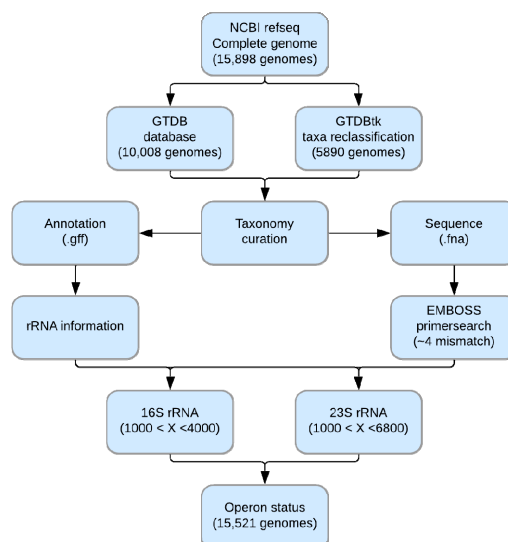 NCBI refseq
Complete genome
(15,898 genomes)
GTDB
database
(10,008 genomes)
GTDBtk
taxa reclassification
(5890 genomes)
Annotation
(.gff)
Taxonomy
curation
Sequence
(.fna)
rRNA information
EMBOSS
primersearch
(~4 mismatch)
16S rRNA
(1000 < X <4000)
23S rRNA
(1000 < X <6800)
Operon status
(15,521 genomes)